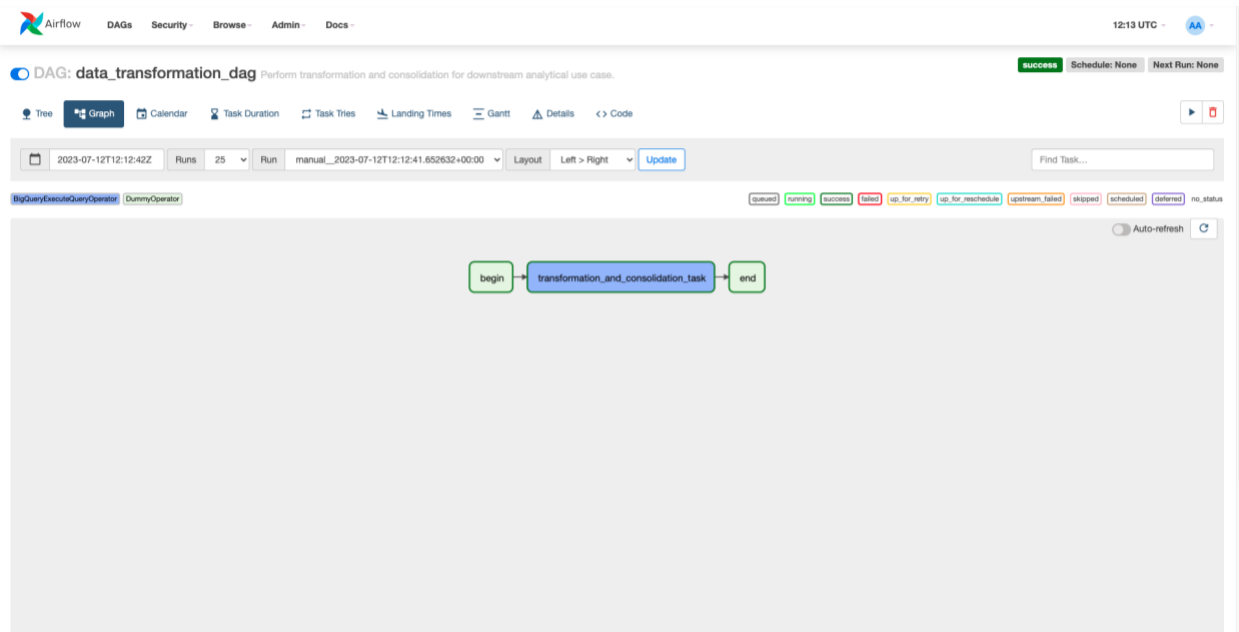 Airflow DAGs Security Browse Admin Docs 12:13 UTC AA
DAG: data_transformation_dag Perform transformation and consolidation for downstream analytical use case. success Schedule: None Next Run: None
Tree Graph Calendar Task Duration Task Tries Landing Times Gantt Details <> Code
2023-07-12T12:12:42Z Runs 25 Run manual__2023-07-12T12:12:41.652632+00:00 Layout Left > Right Update Find Task...
BigQueryExecuteQueryOperator DummyOperator queued running success failed up_for_retry up_for_reschedule upstream_failed skipped scheduled deferred no_status
Auto-refresh
begin transformation_and_consolidation_task end